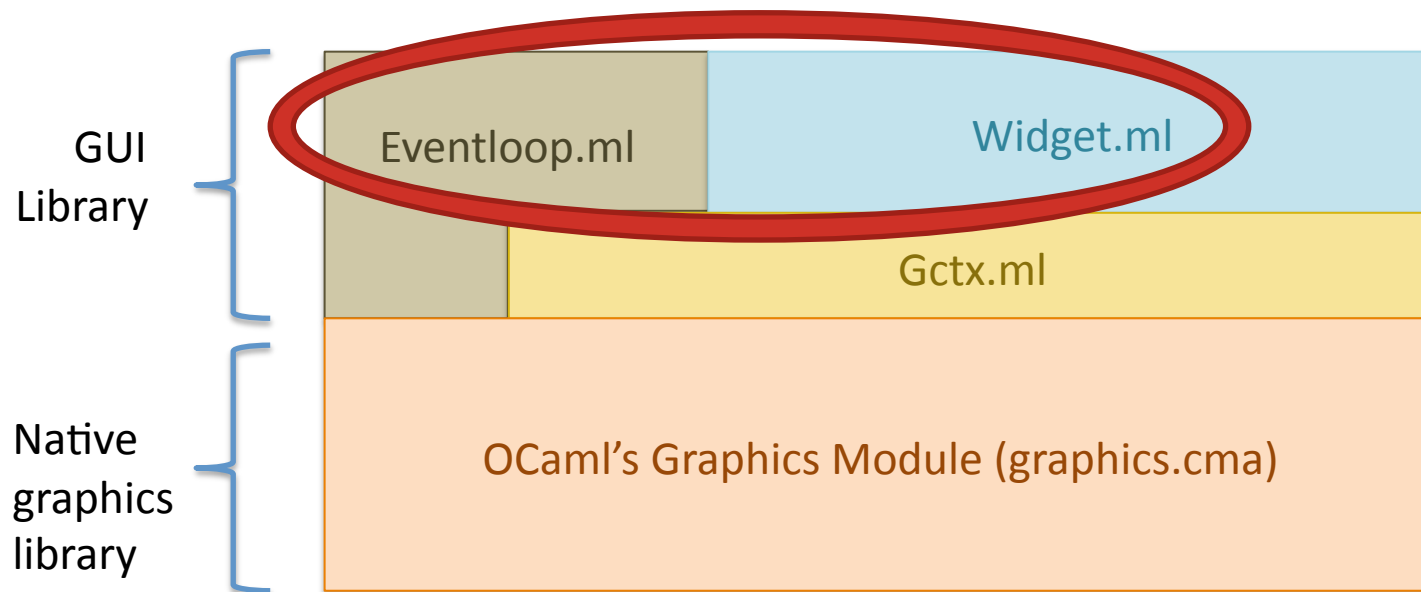 GUI
Library
Eventloop.ml
Widget.ml
Gctx.ml
Native
graphics
library
OCaml’s Graphics Module (graphics.cma)